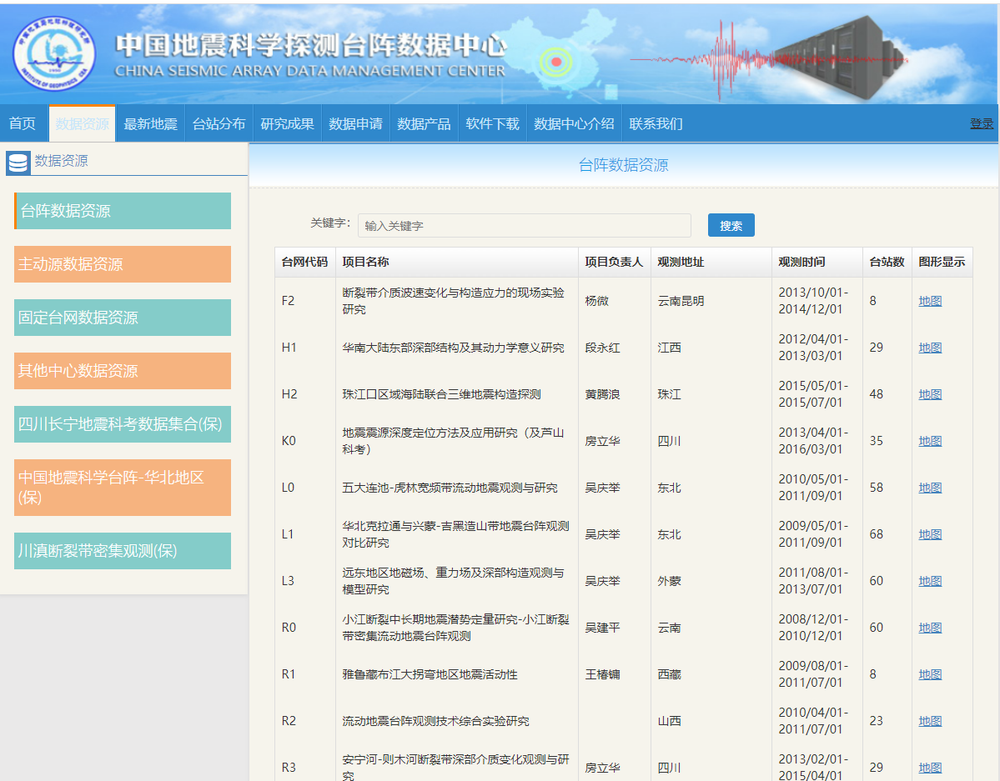 中国地震科学探测台阵数据中心
CHINA SEISMIC ARRAY DATA MANAGEMENT CENTER
首页 数据资源 最新地震 台站分布 研究成果 数据申请 数据产品 软件下载 数据中心介绍 联系我们 登录
数据资源
台阵数据资源
主动源数据资源
固定台网数据资源
其他中心数据资源
四川长宁地震科考数据集合(保)
中国地震科学台阵-华北地区
(保)
川滇断裂带密集观测(保)
台阵数据资源
关键字: 输入关键字 搜索
台网代码 项目名称 项目负责人 观测地址 观测时间 台站数 图形显示
F2 断裂带介质波速变化与构造应力的现场实验 杨微 云南昆明 2013/10/01- 8 地图
研究 2014/12/01
H1 华南大陆东部深部结构及其动力学意义研究 段永红 江西 2012/04/01- 29 地图
2013/03/01
H2 珠江口区域海陆联合三维地震构造探测 黄腾浪 珠江 2015/05/01- 48 地图
2015/07/01
K0 地震震源深度定位方法及应用研究（及芦山 房立华 四川 2013/04/01- 35 地图
科考） 2016/03/01
L0 五大连池-虎林宽频带流动地震观测与研究 吴庆举 东北 2010/05/01- 58 地图
2011/09/01
L1 华北克拉通与兴蒙-吉黑造山带地震台阵观测 吴庆举 东北 2009/05/01- 68 地图
对比研究 2011/09/01
L3 远东地区地磁场、重力场及深部构造观测与 吴庆举 外蒙 2011/08/01- 60 地图
模型研究 2013/07/01
R0 小江断裂中长期地震潜势定量研究-小江断裂 吴建平 云南 2008/12/01- 60 地图
带密集流动地震台阵观测 2010/12/01
R1 雅鲁藏布江大拐弯地区地震活动性 王椿镛 西藏 2009/08/01- 8 地图
2011/07/01
R2 流动地震台阵观测技术综合实验研究 山西 2010/04/01- 23 地图
2011/07/01
R3 安宁河-则木河断裂带深部介质变化观测与研 房立华 四川 2013/02/01- 29 地图
究 2015/04/01